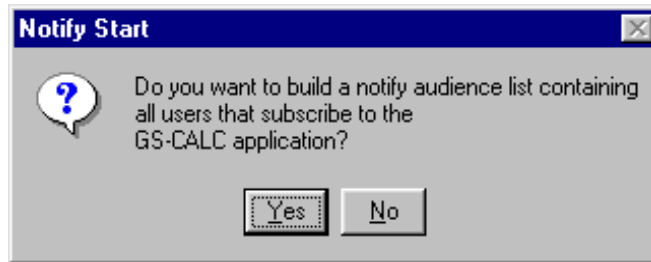 Notify Start
Do you want to build a notify audience list containing
all users that subscribe to the
GS-CALC application?
Yes No